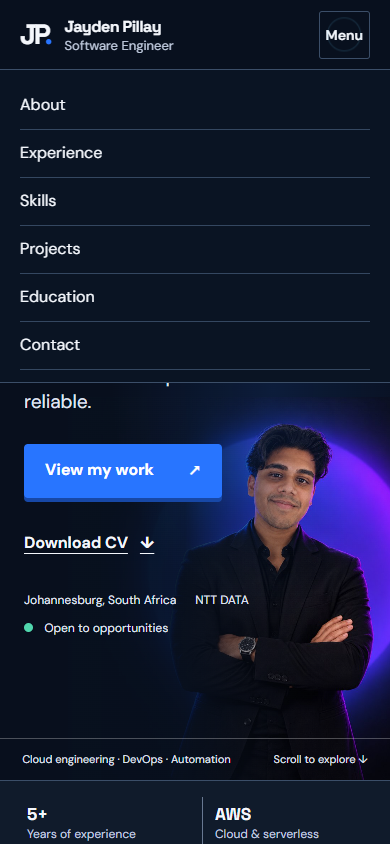 JP.
Jayden Pillay
Software Engineer
Menu
About
Experience
Skills
Projects
Education
Contact
reliable.
View my work ↗
Download CV ↓
Johannesburg, South Africa NTT DATA
Open to opportunities
Cloud engineering · DevOps · Automation
Scroll to explore ↓
5+
Years of experience
AWS
Cloud & serverless